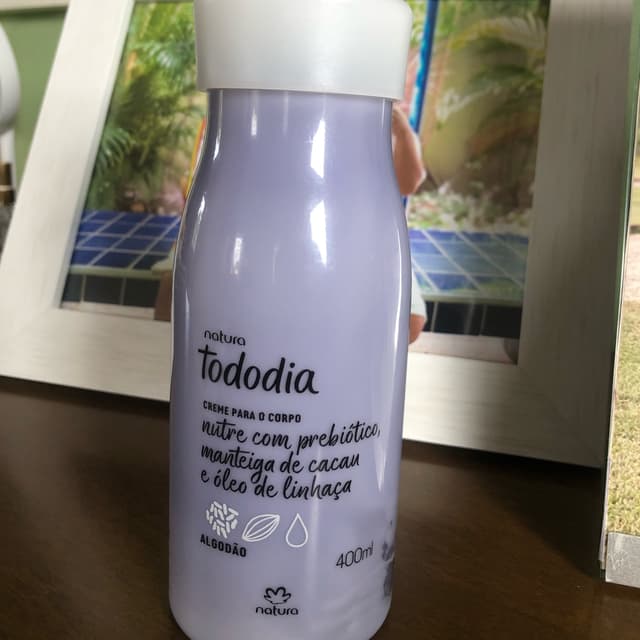 natura
tododia
CREME PARA O CORPO
nutre com prebiótico,
manteiga de cacau
e óleo de linhaça
ALGODÃO
400ml
natura